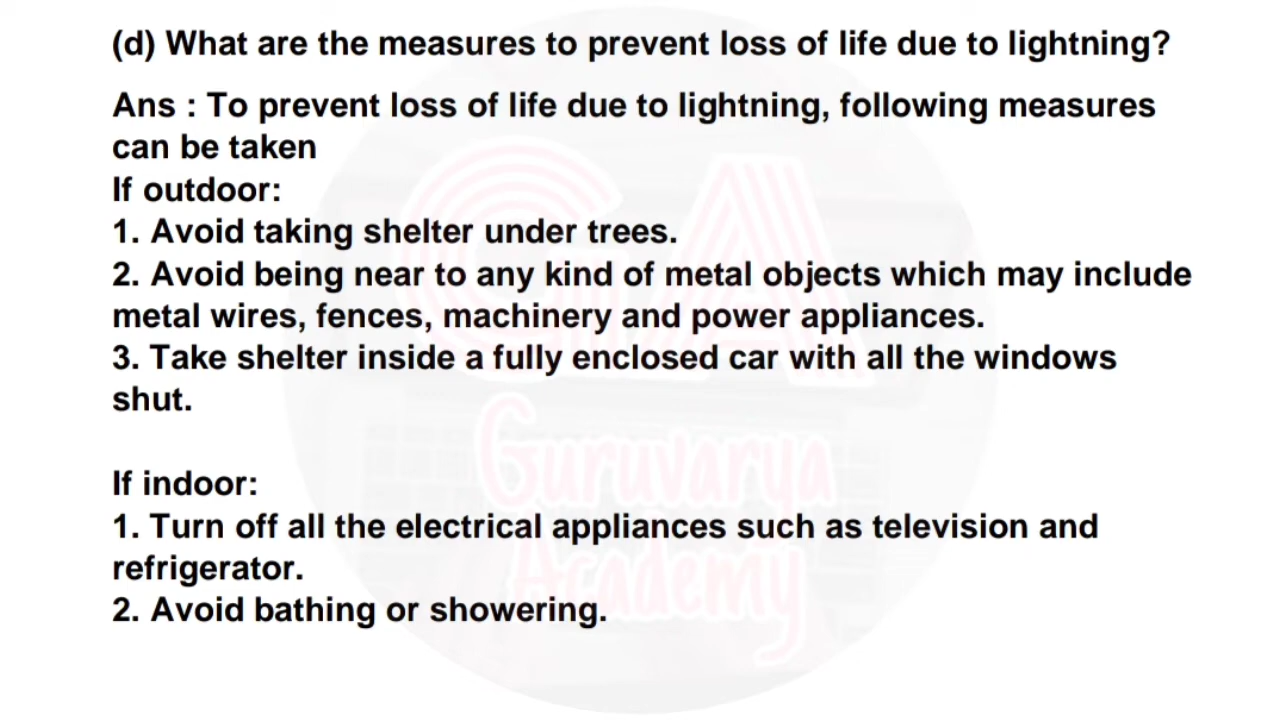 (d) What are the measures to prevent loss of life due to lightning?
Ans : To prevent loss of life due to lightning, following measures
can be taken
If outdoor:
1. Avoid taking shelter under trees.
2. Avoid being near to any kind of metal objects which may include
metal wires, fences, machinery and power appliances.
3. Take shelter inside a fully enclosed car with all the windows
shut.
If indoor:
1. Turn off all the electrical appliances such as television and
refrigerator.
2. Avoid bathing or showering.
GA
Guruvarya
Academy